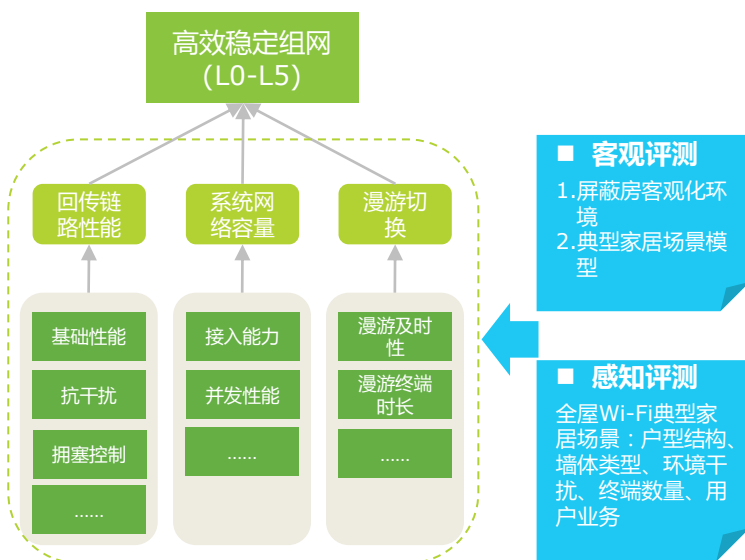 高效稳定组网
(L0-L5)
回传链
路性能
系统网
络容量
漫游切
换
基础性能
抗干扰
拥塞控制
......
接入能力
并发性能
......
漫游及时
性
漫游终端
时长
......
■ 客观评测
1.屏蔽房客观化环
境
2.典型家居场景模
型
■ 感知评测
全屋Wi-Fi典型家
居场景：户型结构、
墙体类型、环境干
扰、终端数量、用
户业务